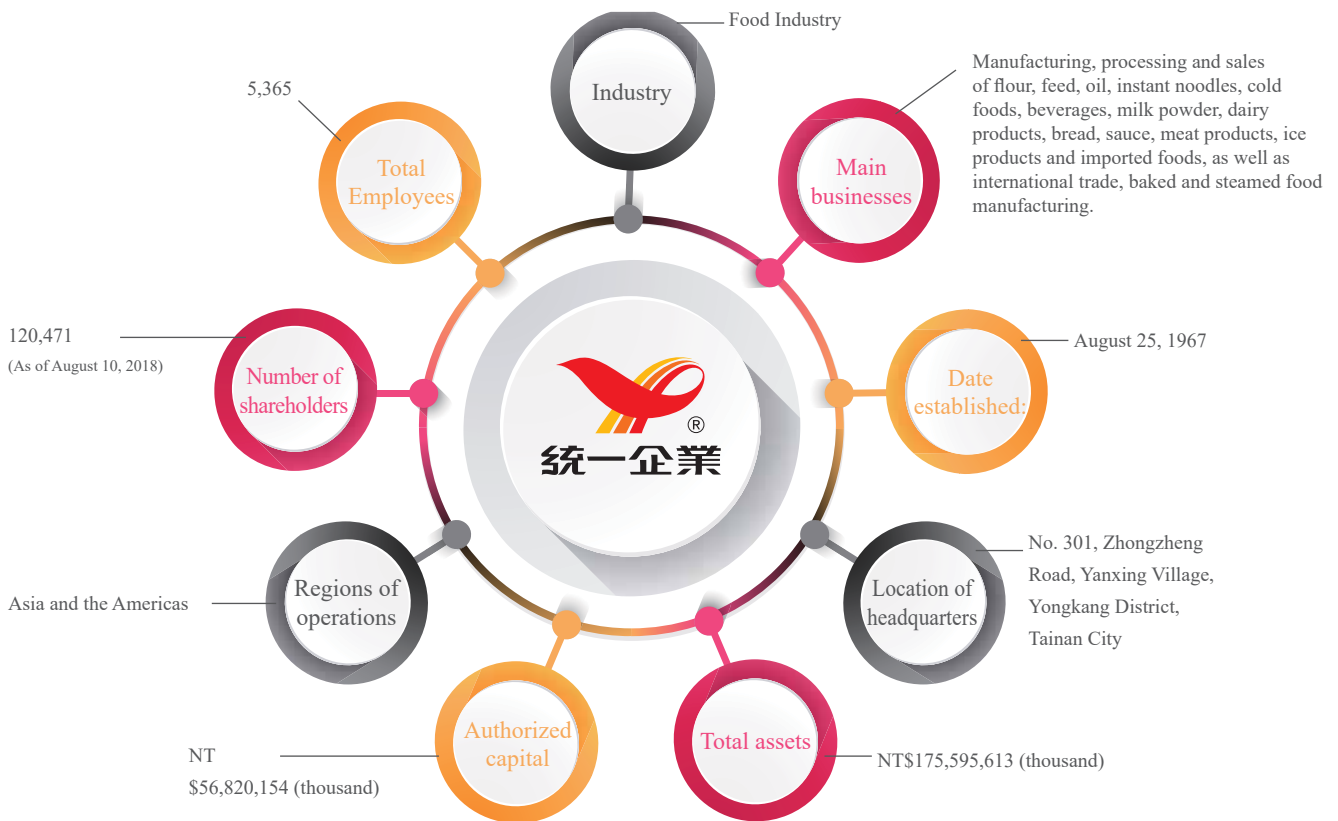 Industry
Food Industry
Main
businesses
Manufacturing, processing and sales
of flour, feed, oil, instant noodles, cold
foods, beverages, milk powder, dairy
products, bread, sauce, meat products, ice
products and imported foods, as well as
international trade, baked and steamed food
manufacturing.
Date
established:
August 25, 1967
Location of
headquarters
No. 301, Zhongzheng
Road, Yanxing Village,
Yongkang District,
Tainan City
Total assets
NT$175,595,613 (thousand)
Authorized
capital
NT
$56,820,154 (thousand)
Regions of
operations
Asia and the Americas
Number of
shareholders
120,471
(As of August 10, 2018)
Total
Employees
5,365
®
統一企業